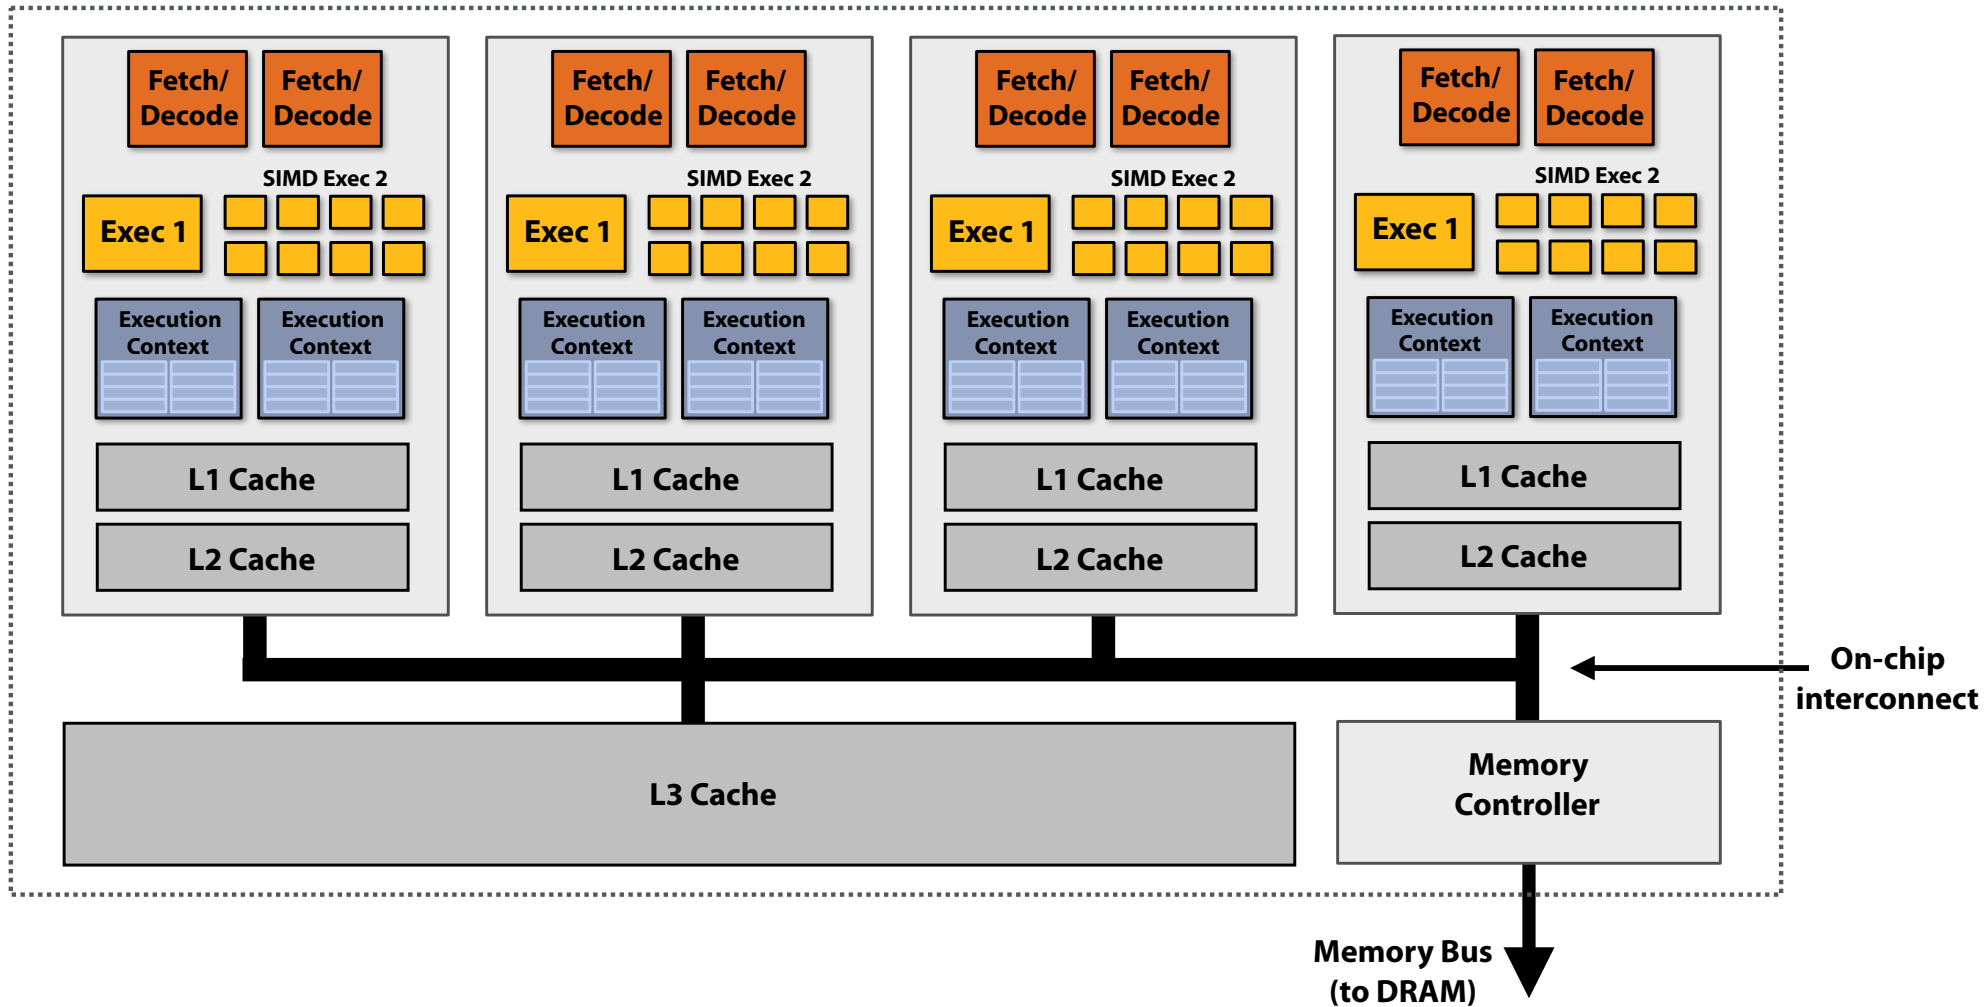 Fetch/
Decode
Fetch/
Decode
SIMD Exec 2
Exec 1
Execution
Context
Execution
Context
L1 Cache
L2 Cache
Fetch/
Decode
Fetch/
Decode
SIMD Exec 2
Exec 1
Execution
Context
Execution
Context
L1 Cache
L2 Cache
Fetch/
Decode
Fetch/
Decode
SIMD Exec 2
Exec 1
Execution
Context
Execution
Context
L1 Cache
L2 Cache
Fetch/
Decode
Fetch/
Decode
SIMD Exec 2
Exec 1
Execution
Context
Execution
Context
L1 Cache
L2 Cache
On-chip
interconnect
L3 Cache
Memory
Controller
Memory Bus
(to DRAM)